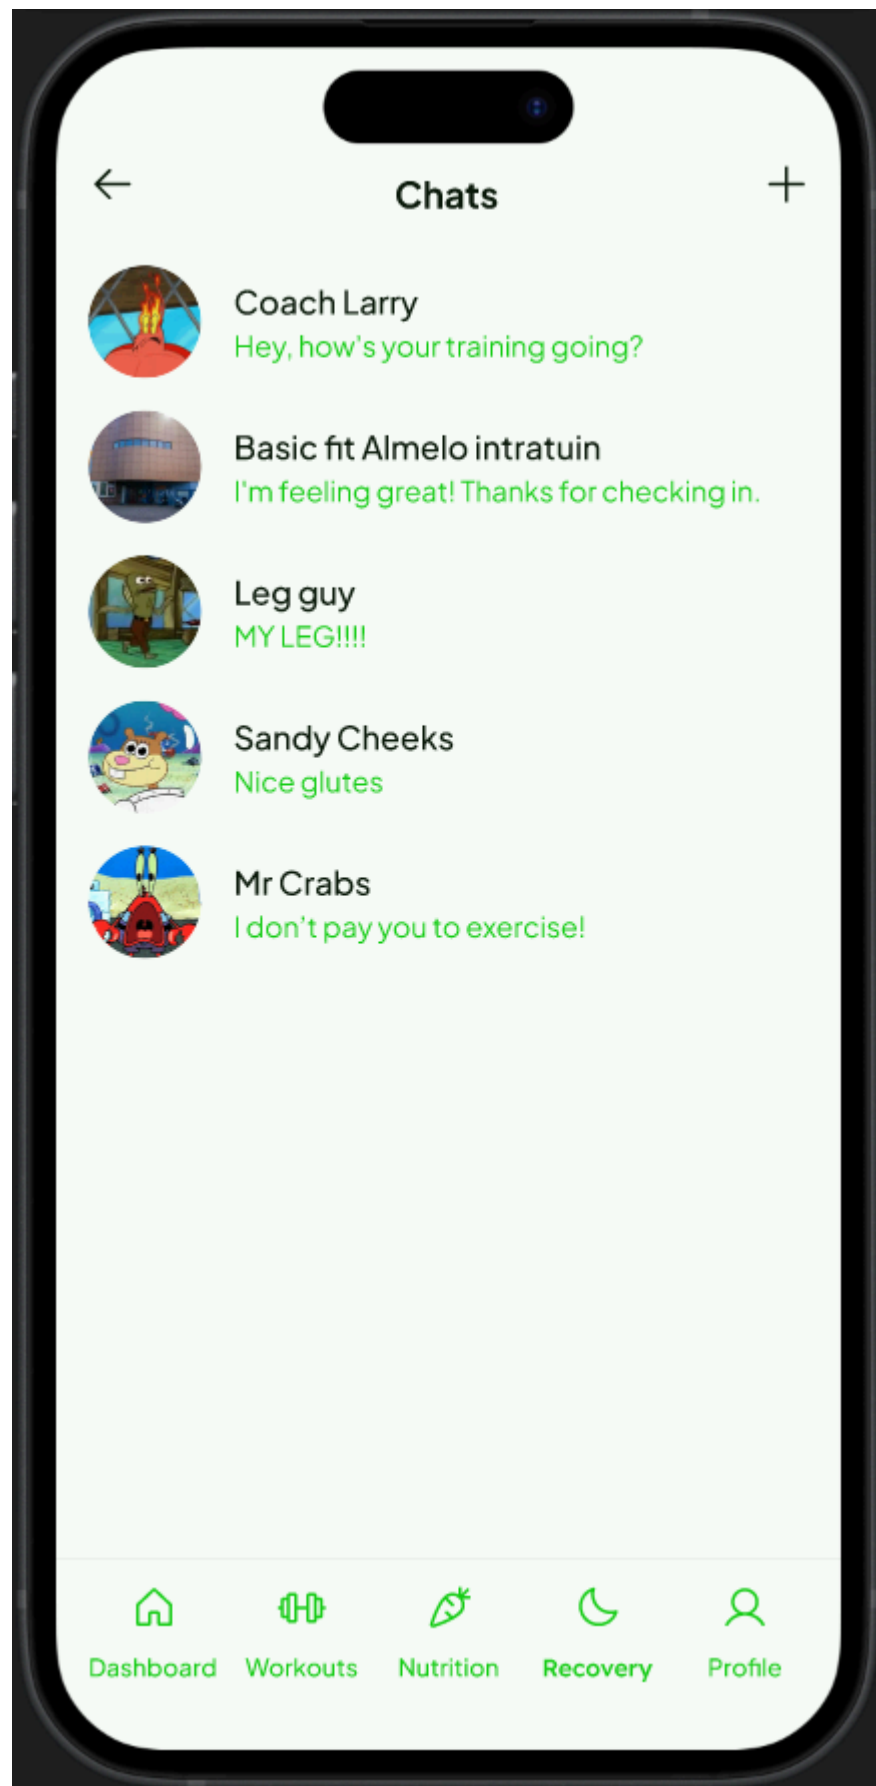 Chats
Coach Larry
Hey, how's your training going?
Basic fit Almelo intratuin
I'm feeling great! Thanks for checking in.
Leg guy
MY LEG!!!!
Sandy Cheeks
Nice glutes
Mr Crabs
I don’t pay you to exercise!
Dashboard Workouts Nutrition Recovery Profile